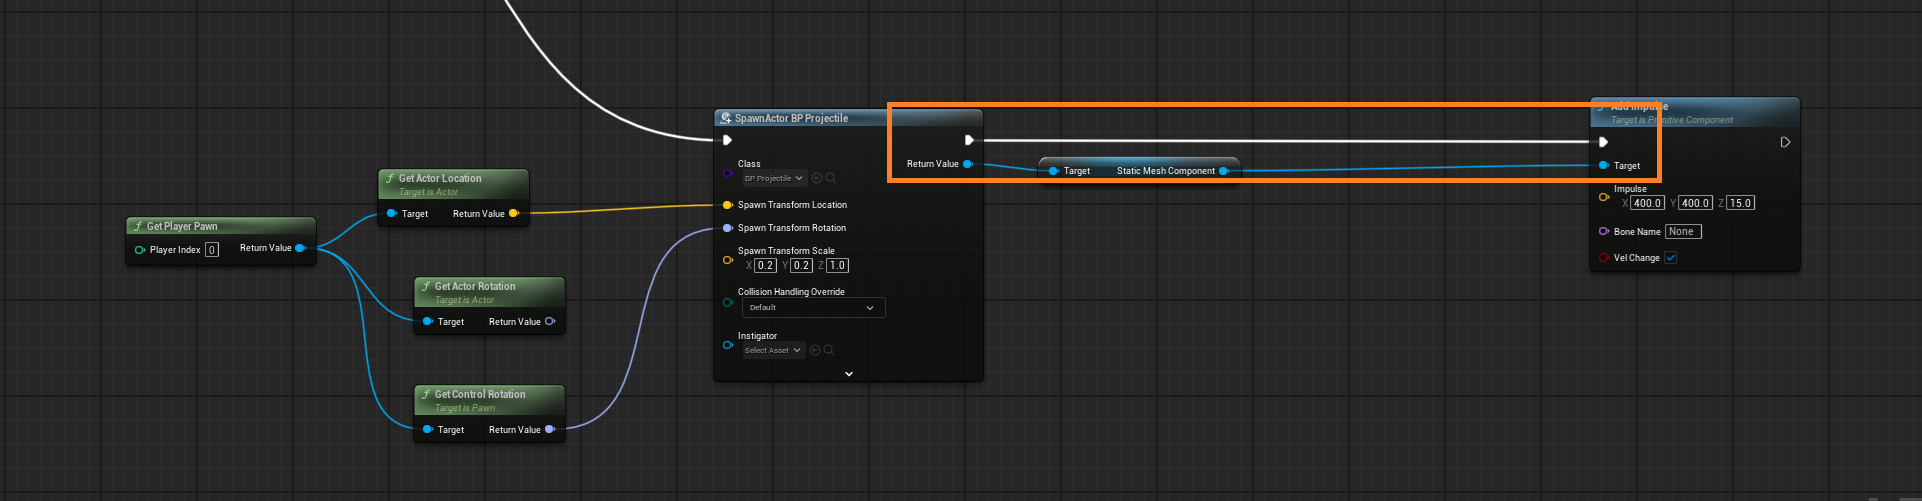 Get Player Pawn
Player Index 0 Return Value
Get Actor Location
Target is Actor
Target Return Value
Get Actor Rotation
Target is Actor
Target Return Value
Get Control Rotation
Target is Pawn
Target Return Value
SpawnActor BP Projectile
Class
BP Projectile
Return Value
Spawn Transform Location
Spawn Transform Rotation
Spawn Transform Scale
X 0.2 Y 0.2 Z 1.0
Collision Handling Override
Default
Instigator
Select Asset
Target Static Mesh Component
Add Impulse
Target is Primitive Component
Target
Impulse
X 400.0 Y 400.0 Z 15.0
Bone Name None
Vel Change